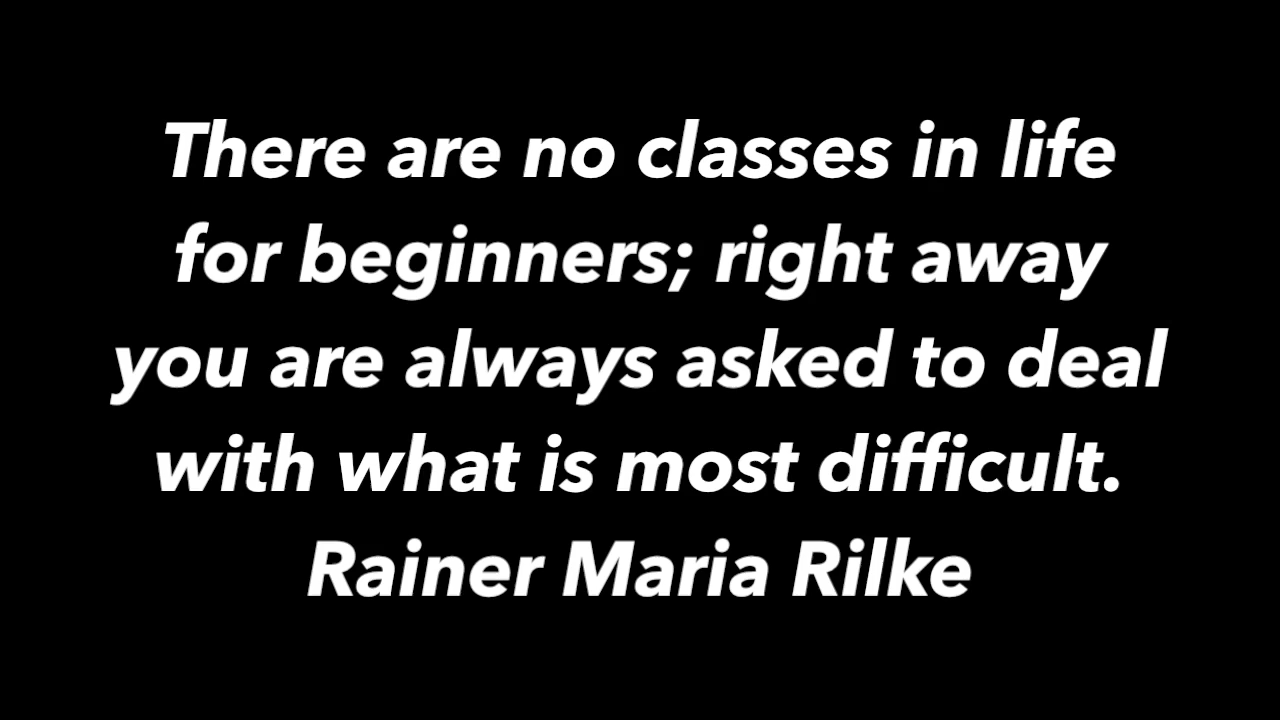 There are no classes in life
for beginners; right away
you are always asked to deal
with what is most difficult.
Rainer Maria Rilke